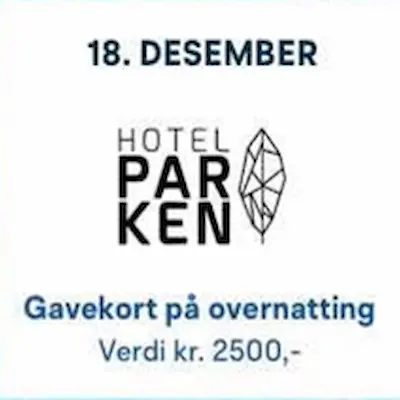 18. DESEMBER
HOTEL
PAR
KEN
Gavekort på overnatting
Verdi kr. 2500,-